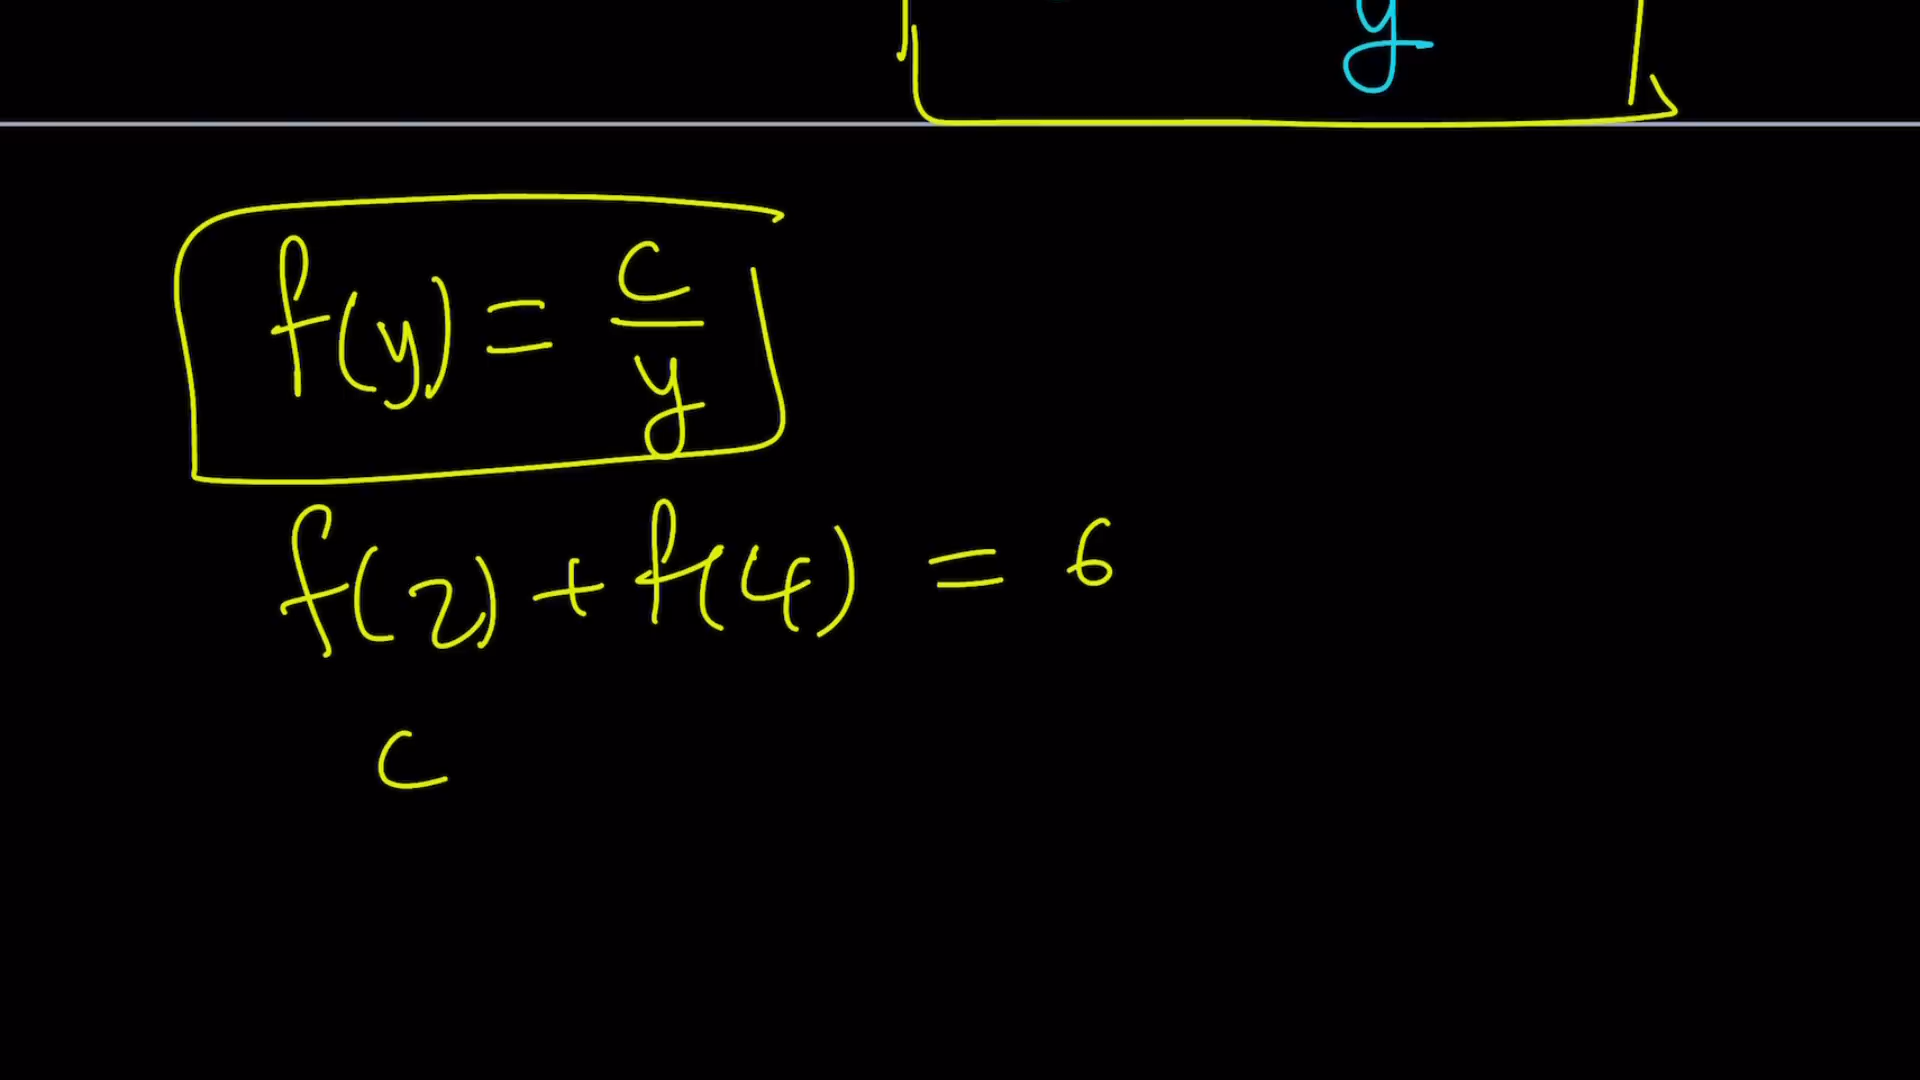 y
f(y) = c/y
f(2) + f(4) = 6
c